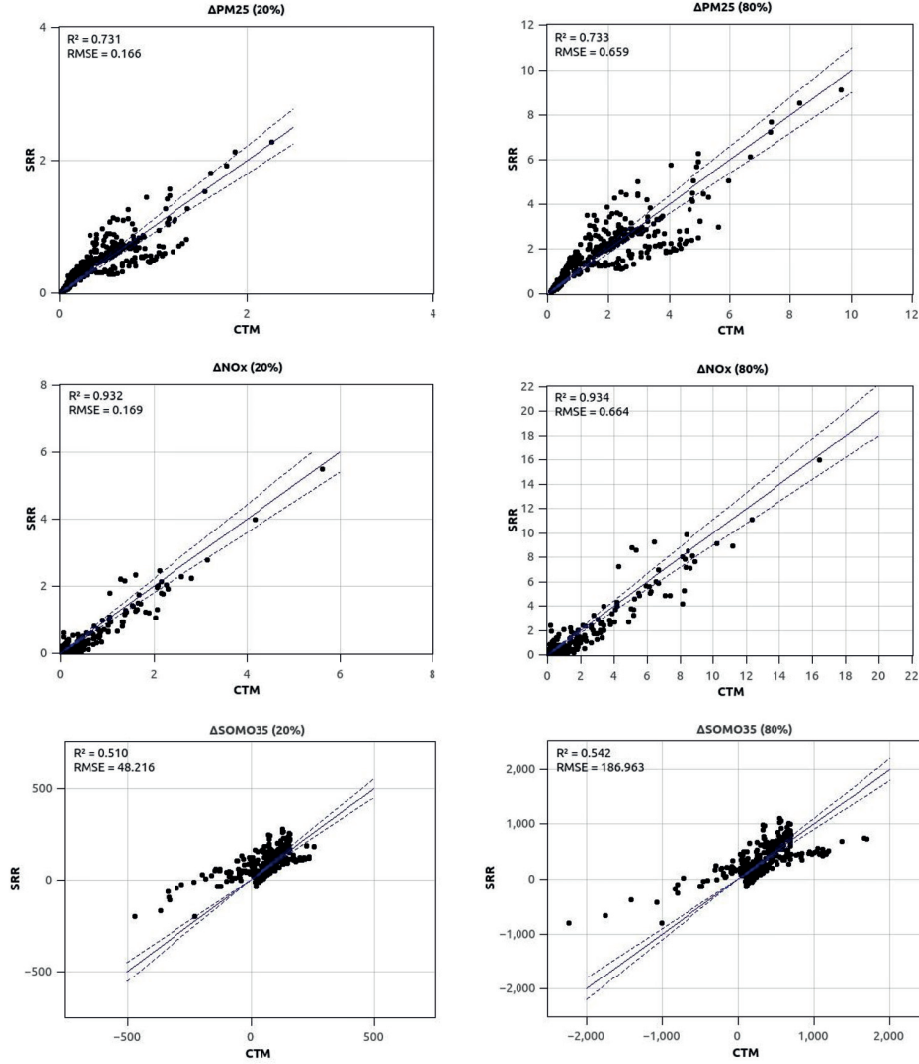 ΔPM25 (20%)
R² = 0.731
RMSE = 0.166
4
2
0
SRR
0
2
4
CTM
ΔPM25 (80%)
R² = 0.733
RMSE = 0.659
12
10
8
6
4
2
0
SRR
0
2
4
6
8
10
12
CTM
ΔNOx (20%)
R² = 0.932
RMSE = 0.169
8
6
4
2
0
SRR
0
2
4
6
8
CTM
ΔNOx (80%)
R² = 0.934
RMSE = 0.664
22
20
18
16
14
12
10
8
6
4
2
0
SRR
0
2
4
6
8
10
12
14
16
18
20
22
CTM
ΔSOMO35 (20%)
R² = 0.510
RMSE = 48.216
500
0
−500
SRR
−500
0
500
CTM
ΔSOMO35 (80%)
R² = 0.542
RMSE = 186.963
2,000
1,000
0
−1,000
−2,000
SRR
−2,000
−1,000
0
1,000
2,000
CTM